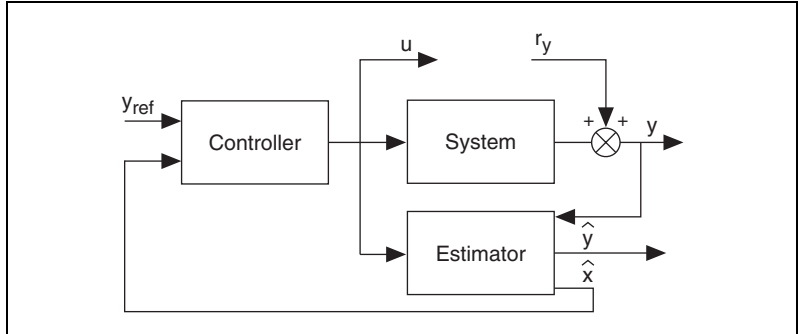 u
r_y
y_ref
Controller
System
+ +
y
Estimator
ŷ
x̂